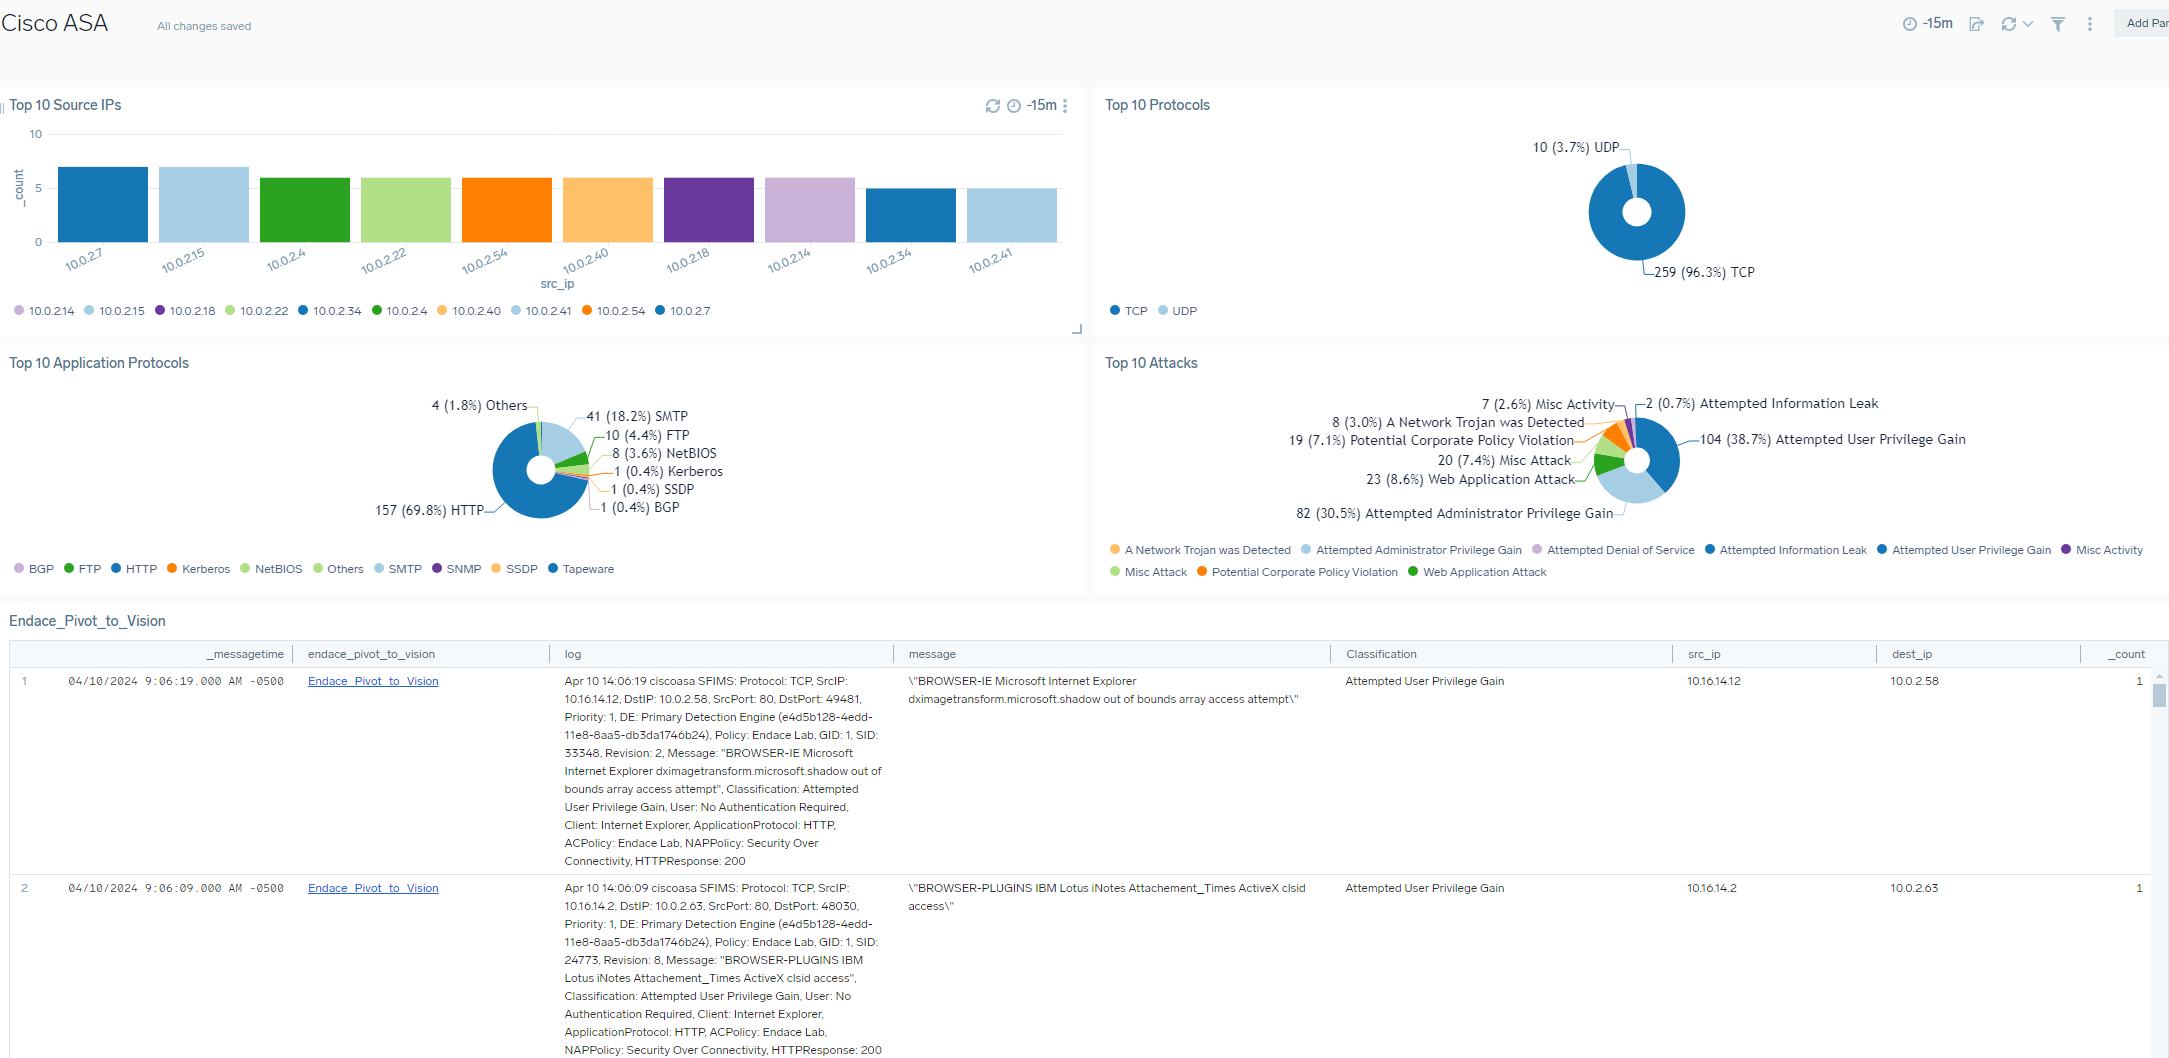 Cisco ASA
All changes saved
-15m
Add Par
Top 10 Source IPs
-15m
10
5
0
_count
10.0.2.7
10.0.2.15
10.0.2.4
10.0.2.22
10.0.2.54
10.0.2.40
10.0.2.18
10.0.2.14
10.0.2.34
10.0.2.41
src_ip
10.0.2.14 10.0.2.15 10.0.2.18 10.0.2.22 10.0.2.34 10.0.2.4 10.0.2.40 10.0.2.41 10.0.2.54 10.0.2.7
Top 10 Protocols
10 (3.7%) UDP
259 (96.3%) TCP
TCP UDP
Top 10 Application Protocols
4 (1.8%) Others
41 (18.2%) SMTP
10 (4.4%) FTP
8 (3.6%) NetBIOS
1 (0.4%) Kerberos
1 (0.4%) SSDP
1 (0.4%) BGP
157 (69.8%) HTTP
BGP FTP HTTP Kerberos NetBIOS Others SMTP SNMP SSDP Tapeware
Top 10 Attacks
7 (2.6%) Misc Activity
2 (0.7%) Attempted Information Leak
8 (3.0%) A Network Trojan was Detected
19 (7.1%) Potential Corporate Policy Violation
104 (38.7%) Attempted User Privilege Gain
20 (7.4%) Misc Attack
23 (8.6%) Web Application Attack
82 (30.5%) Attempted Administrator Privilege Gain
A Network Trojan was Detected Attempted Administrator Privilege Gain Attempted Denial of Service Attempted Information Leak Attempted User Privilege Gain Misc Activity
Misc Attack Potential Corporate Policy Violation Web Application Attack
Endace_Pivot_to_Vision
_messagetime endace_pivot_to_vision log message Classification src_ip dest_ip _count
1 04/10/2024 9:06:19.000 AM -0500 Endace_Pivot_to_Vision
Apr 10 14:06:19 ciscoasa SFIMS: Protocol: TCP, SrcIP:
10.16.14.12, DstIP: 10.0.2.58, SrcPort: 80, DstPort: 49481,
Priority: 1, DE: Primary Detection Engine (e4d5b128-4edd-
11e8-8aa5-db3da1746b24), Policy: Endace Lab, GID: 1, SID:
33348, Revision: 2, Message: "BROWSER-IE Microsoft
Internet Explorer dximagetransform.microsoft.shadow out of
bounds array access attempt", Classification: Attempted
User Privilege Gain, User: No Authentication Required,
Client: Internet Explorer, ApplicationProtocol: HTTP,
ACPolicy: Endace Lab, NAPPolicy: Security Over
Connectivity, HTTPResponse: 200
\"BROWSER-IE Microsoft Internet Explorer
dximagetransform.microsoft.shadow out of bounds array access attempt\"
Attempted User Privilege Gain
10.16.14.12
10.0.2.58
1
2 04/10/2024 9:06:09.000 AM -0500 Endace_Pivot_to_Vision
Apr 10 14:06:09 ciscoasa SFIMS: Protocol: TCP, SrcIP:
10.16.14.2, DstIP: 10.0.2.63, SrcPort: 80, DstPort: 48030,
Priority: 1, DE: Primary Detection Engine (e4d5b128-4edd-
11e8-8aa5-db3da1746b24), Policy: Endace Lab, GID: 1, SID:
24773, Revision: 8, Message: "BROWSER-PLUGINS IBM
Lotus iNotes Attachement_Times ActiveX clsid access",
Classification: Attempted User Privilege Gain, User: No
Authentication Required, Client: Internet Explorer,
ApplicationProtocol: HTTP, ACPolicy: Endace Lab,
NAPPolicy: Security Over Connectivity, HTTPResponse: 200
\"BROWSER-PLUGINS IBM Lotus iNotes Attachement_Times ActiveX clsid
access\"
Attempted User Privilege Gain
10.16.14.2
10.0.2.63
1